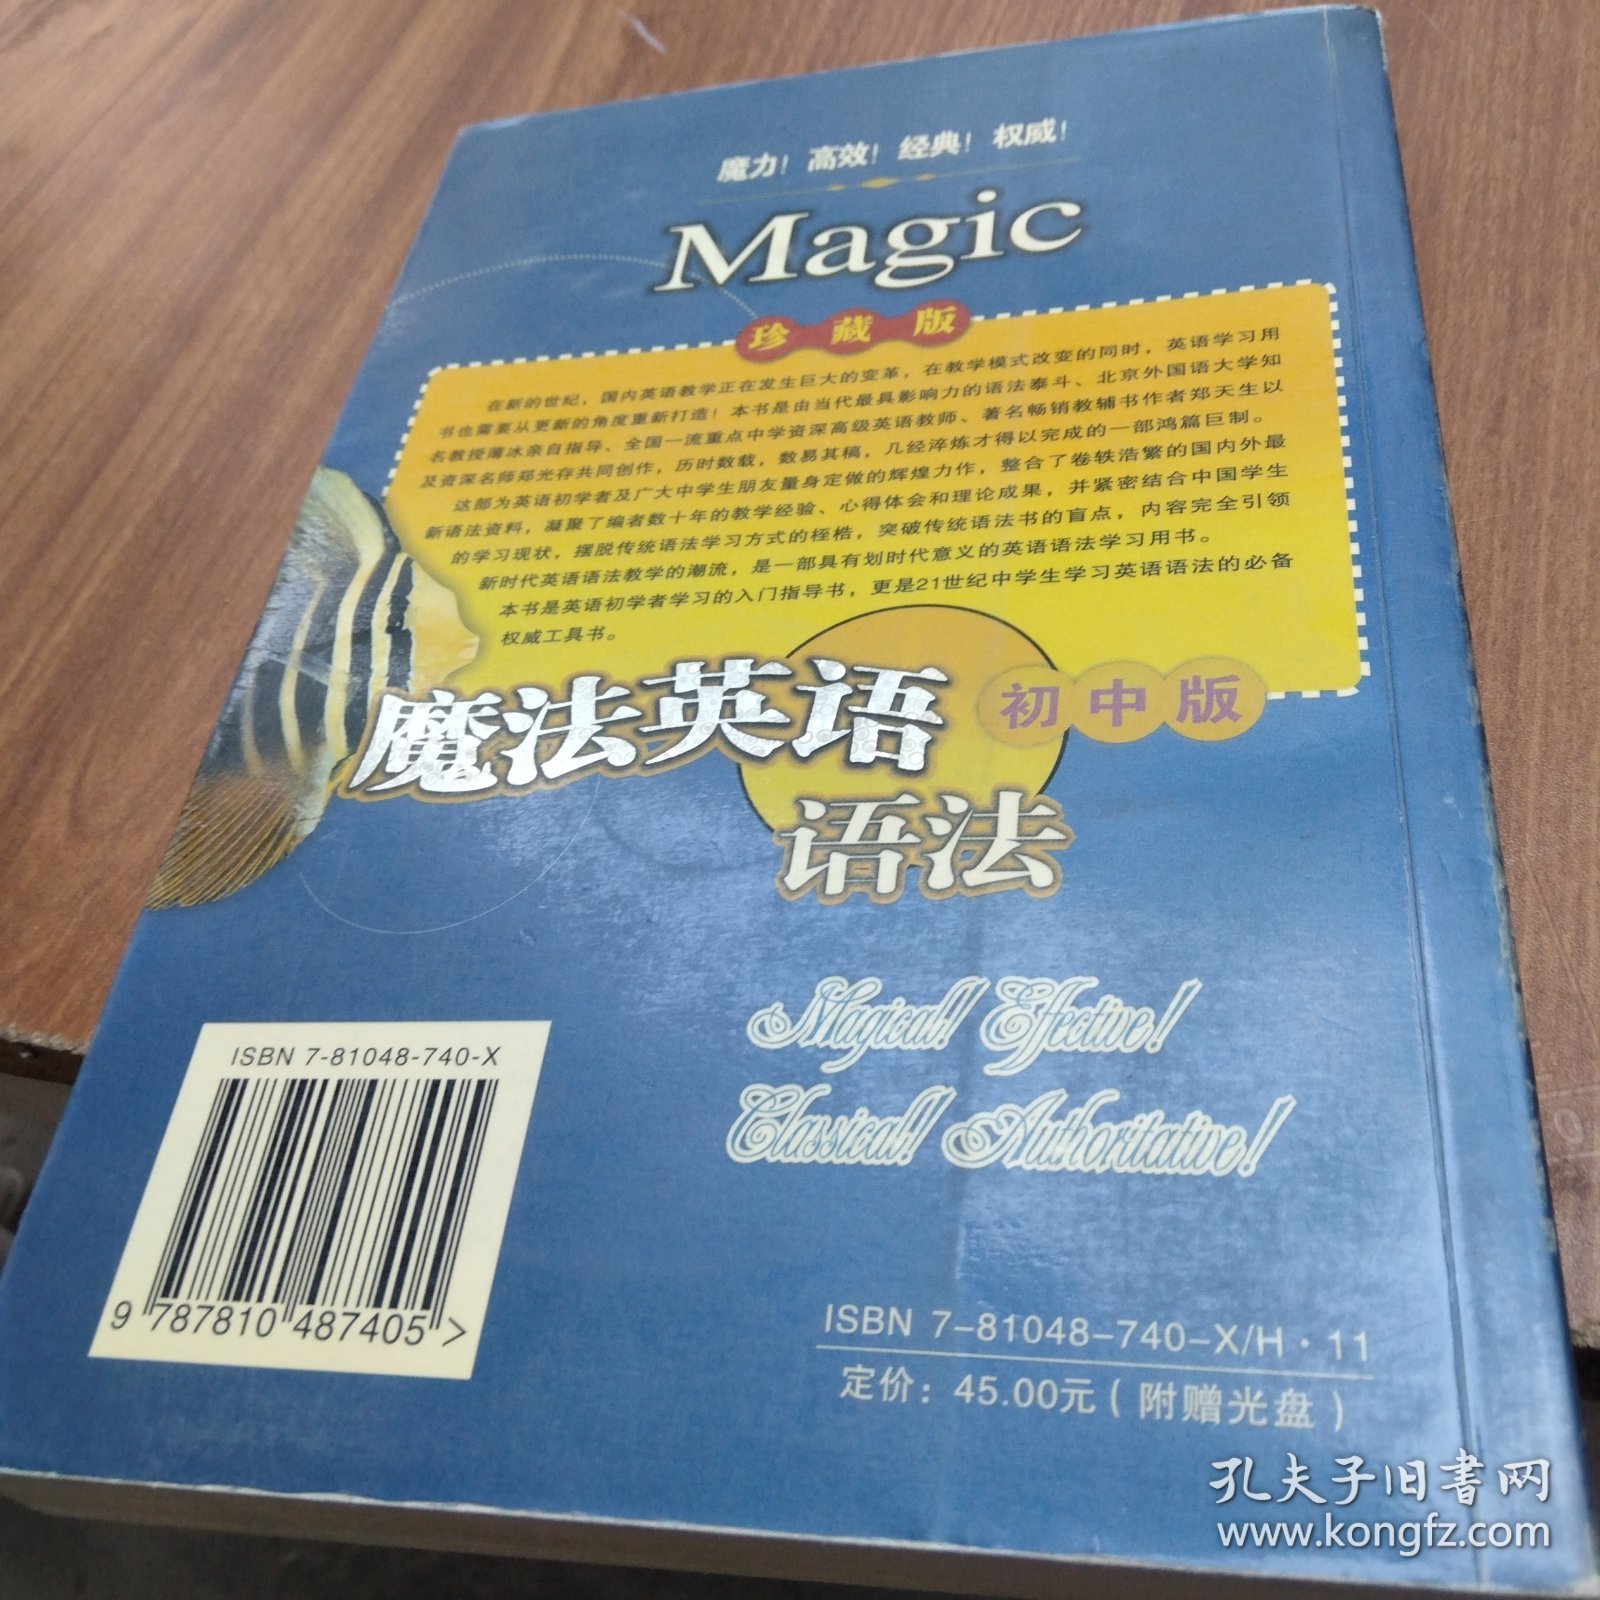 魔力！高效！经典！权威！
Magic
珍藏版
在新的世纪，国内英语教学正在发生巨大的变革，在教学模式改变的同时，英语学习用
书也需要从更新的角度重新打造！本书是由当代最具影响力的语法泰斗、北京外国语大学知
名教授薄冰亲自指导、全国一流重点中学资深高级英语教师、著名畅销教辅书作者郑天生以
及资深名师郑光存共同创作，历时数载，数易其稿，几经淬炼才得以完成的一部鸿篇巨制。
这部为英语初学者及广大中学生朋友量身定做的辉煌力作，整合了卷轶浩繁的国内外最
新语法资料，凝聚了编者数十年的教学经验、心得体会和理论成果，并紧密结合中国学生
的学习现状，摆脱传统语法学习方式的桎梏，突破传统语法书的盲点，内容完全引领
新时代英语语法教学的潮流，是一部具有划时代意义的英语语法学习用书。
本书是英语初学者学习的入门指导书，更是21世纪中学生学习英语语法的必备
权威工具书。
魔法英语
初中版
语法
Magical! Effective!
Classical! Authoritative!
ISBN 7-81048-740-X
9 787810 487405 >
ISBN 7-81048-740-X/H·11
定价：45.00元（附赠光盘）
孔夫子旧书网
www.kongfz.com